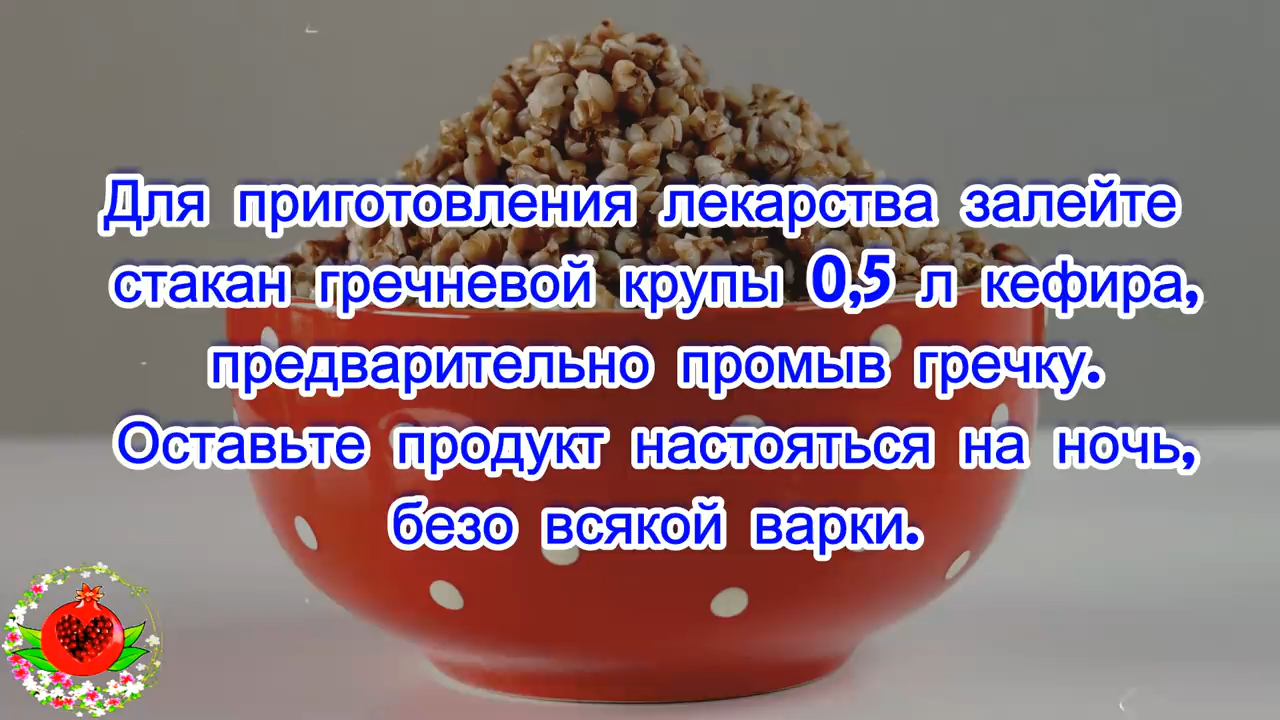 Для приготовления лекарства залейте
стакан гречневой крупы 0,5 л кефира,
предварительно промыв гречку.
Оставьте продукт настояться на ночь,
безо всякой варки.